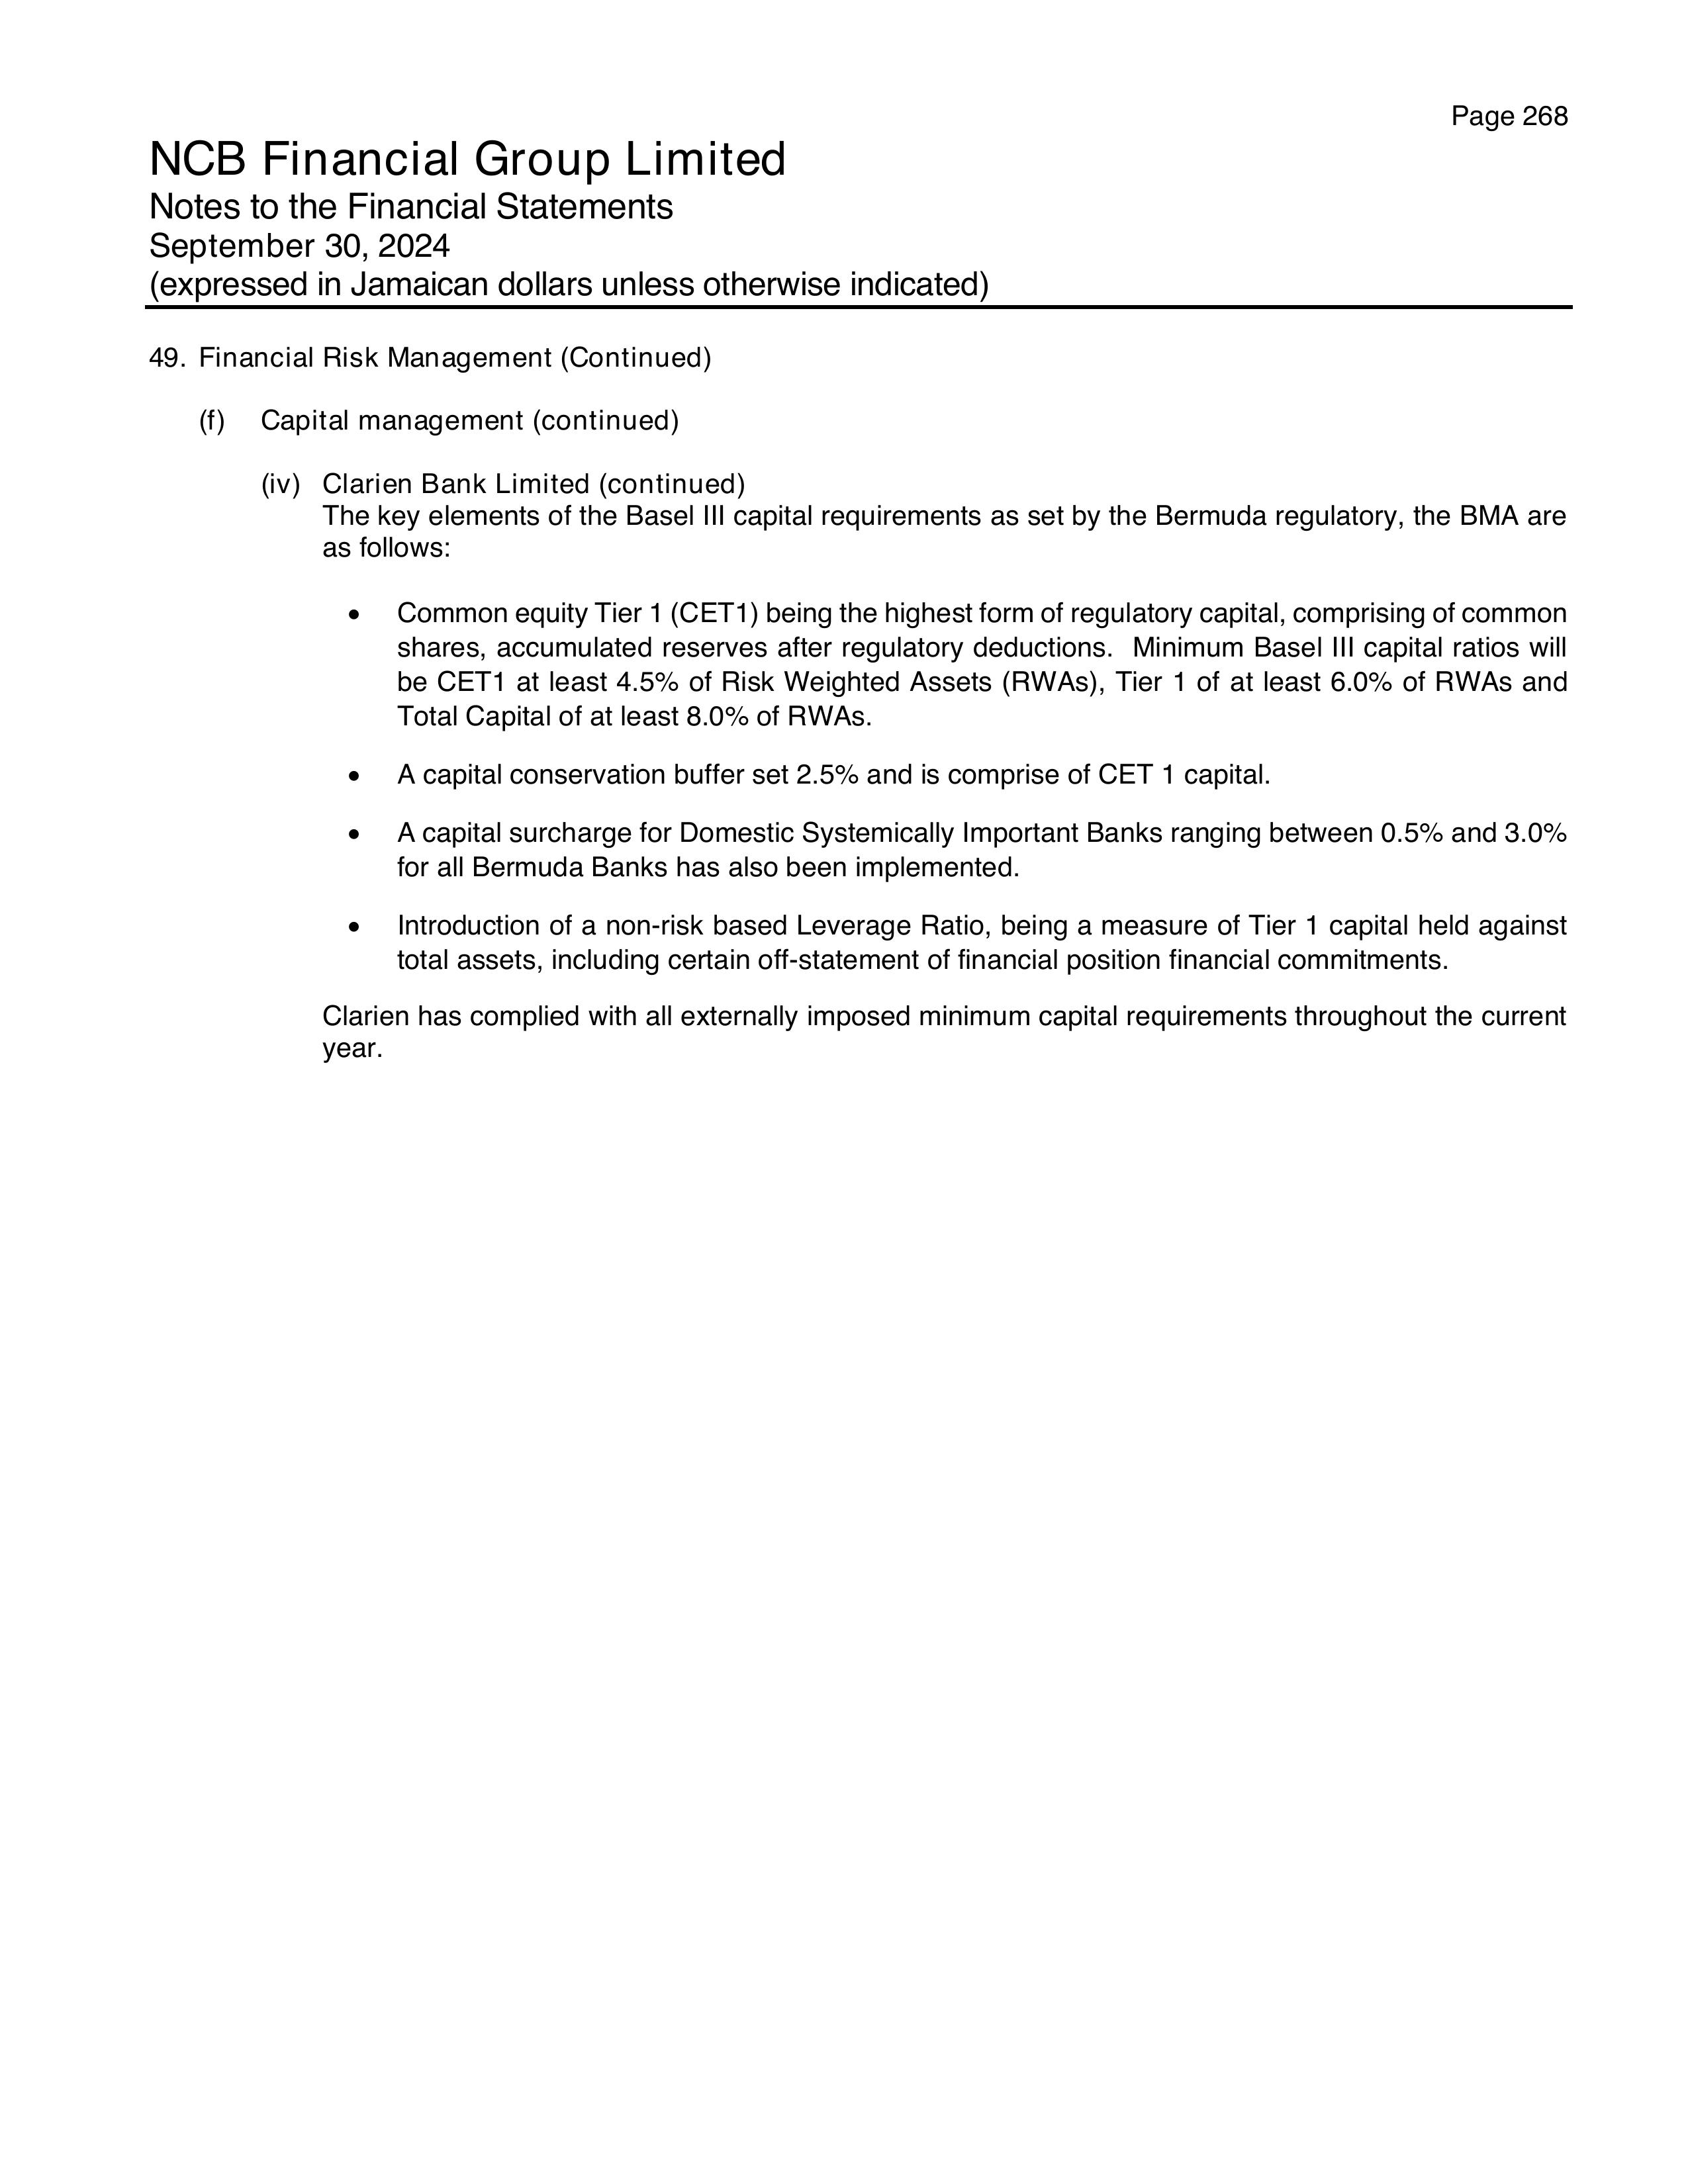 Page 268
NCB Financial Group Limited
Notes to the Financial Statements
September 30, 2024
(expressed in Jamaican dollars unless otherwise indicated)
49. Financial Risk Management (Continued)
(f) Capital management (continued)
(iv) Clarien Bank Limited (continued)
The key elements of the Basel III capital requirements as set by the Bermuda regulatory, the BMA are
as follows:
• Common equity Tier 1 (CET1) being the highest form of regulatory capital, comprising of common
shares, accumulated reserves after regulatory deductions. Minimum Basel III capital ratios will
be CET1 at least 4.5% of Risk Weighted Assets (RWAs), Tier 1 of at least 6.0% of RWAs and
Total Capital of at least 8.0% of RWAs.
• A capital conservation buffer set 2.5% and is comprise of CET 1 capital.
• A capital surcharge for Domestic Systemically Important Banks ranging between 0.5% and 3.0%
for all Bermuda Banks has also been implemented.
• Introduction of a non-risk based Leverage Ratio, being a measure of Tier 1 capital held against
total assets, including certain off-statement of financial position financial commitments.
Clarien has complied with all externally imposed minimum capital requirements throughout the current
year.